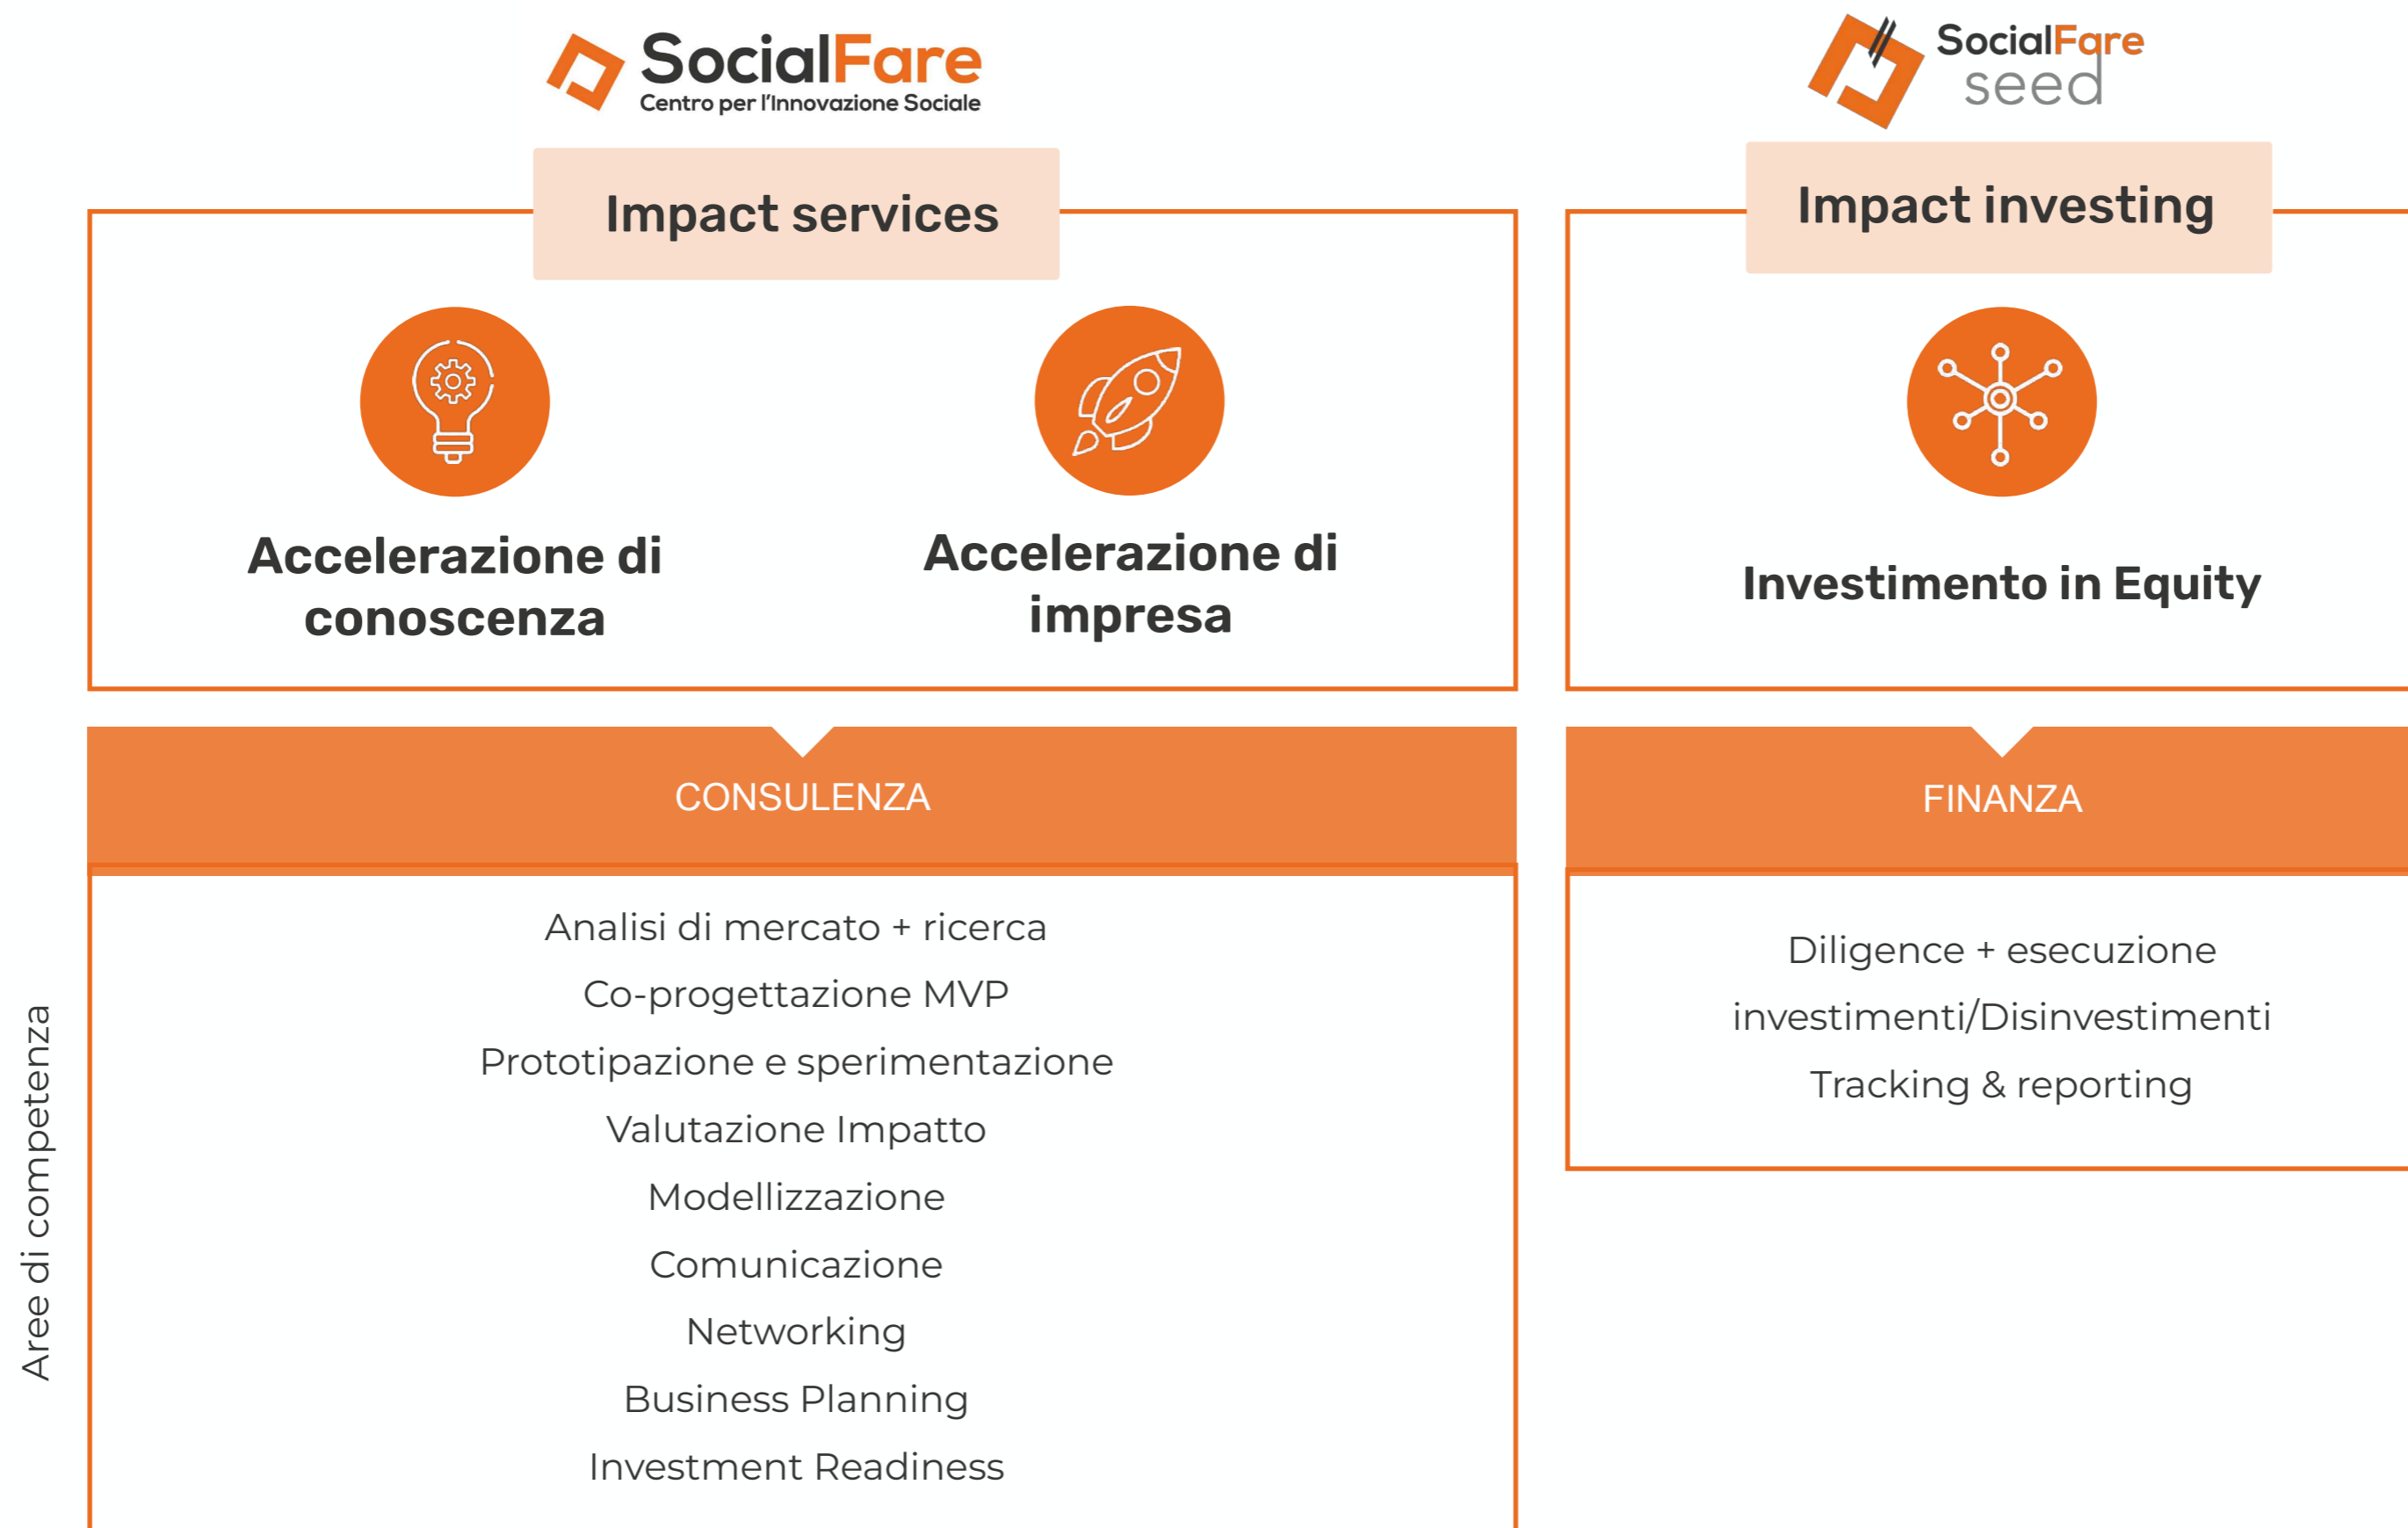 SocialFare
Centro per l'Innovazione Sociale
SocialFare
seed
Impact services
Impact investing
Accelerazione di
conoscenza
Accelerazione di
impresa
Investimento in Equity
CONSULENZA
FINANZA
Aree di competenza
Analisi di mercato + ricerca
Co-progettazione MVP
Prototipazione e sperimentazione
Valutazione Impatto
Modellizzazione
Comunicazione
Networking
Business Planning
Investment Readiness
Diligence + esecuzione
investimenti/Disinvestimenti
Tracking & reporting